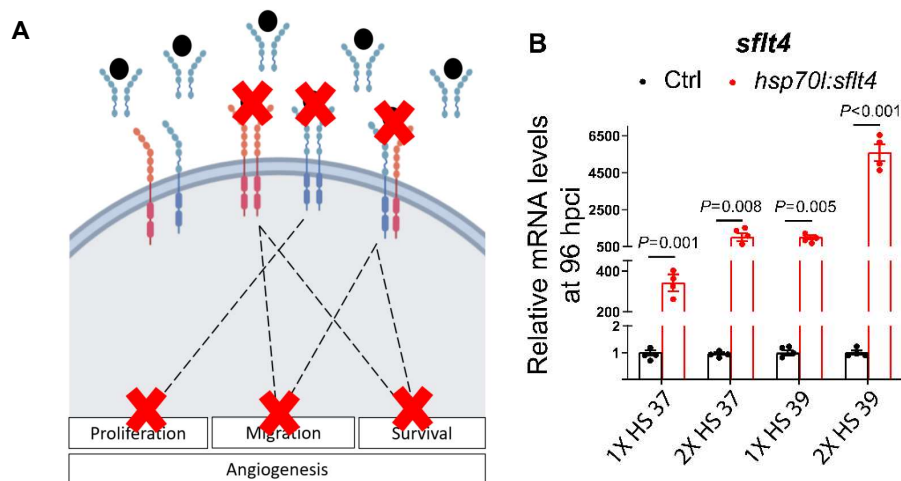 A
Proliferation
Migration
Survival
Angiogenesis
B
sflt4
Ctrl
hsp70l:sflt4
Relative mRNA levels
at 96 hpci
6500
4500
2500
500
400
200
2
1
P=0.001
P=0.008
P=0.005
P<0.001
1X HS 37
2X HS 37
1X HS 39
2X HS 39